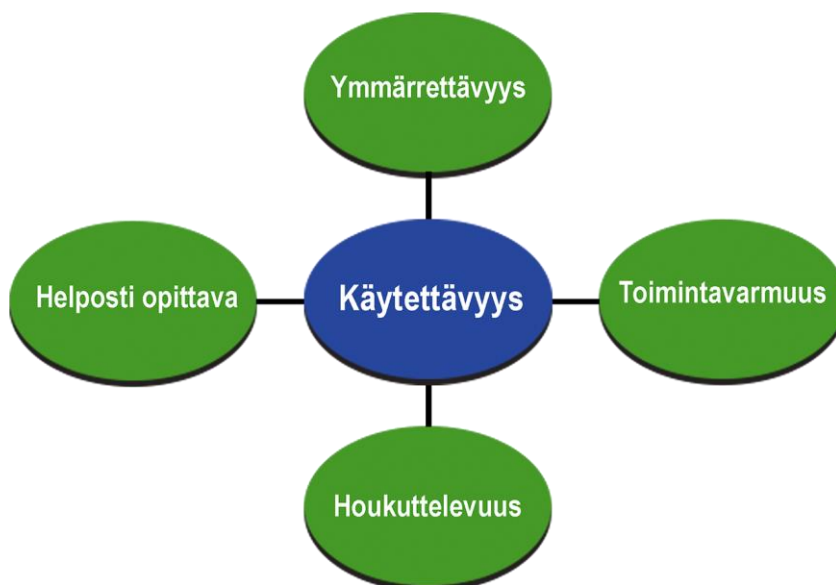 Ymmärrettävyys
Helposti opittava
Käytettävyys
Toimintavarmuus
Houkuttelevuus